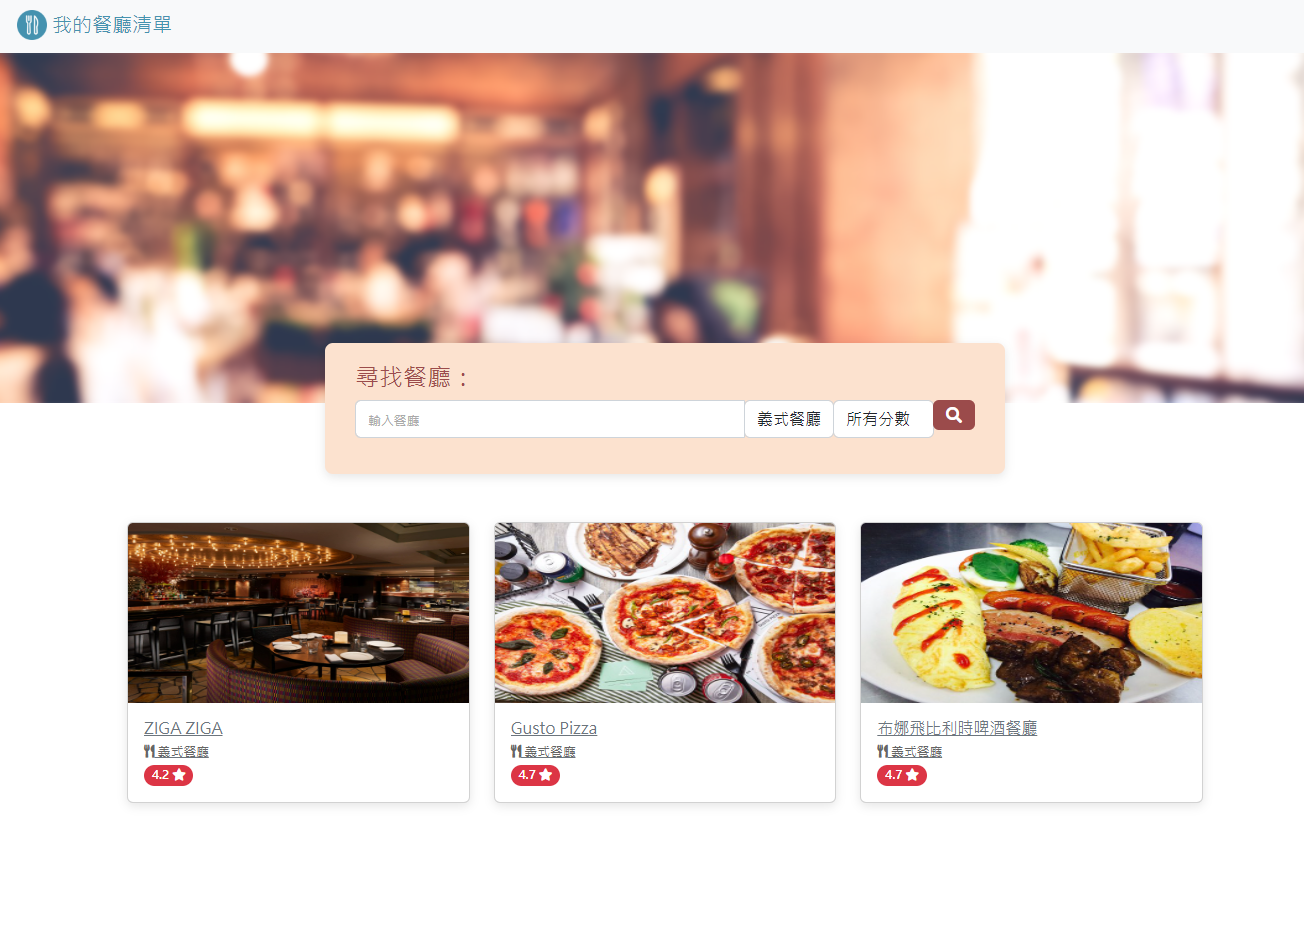 我的餐廳清單
尋找餐廳：
輸入餐廳 義式餐廳 所有分數
ZIGA ZIGA
義式餐廳
4.2
Gusto Pizza
義式餐廳
4.7
布娜飛比利時啤酒餐廳
義式餐廳
4.7